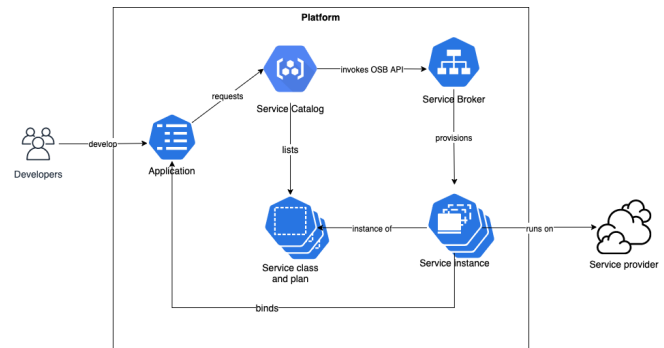 Platform
invokes OSB API
requests
Service Catalog
Service Broker
develop
lists
provisions
Developers
Application
instance of
runs on
Service class
and plan
Service instance
Service provider
binds